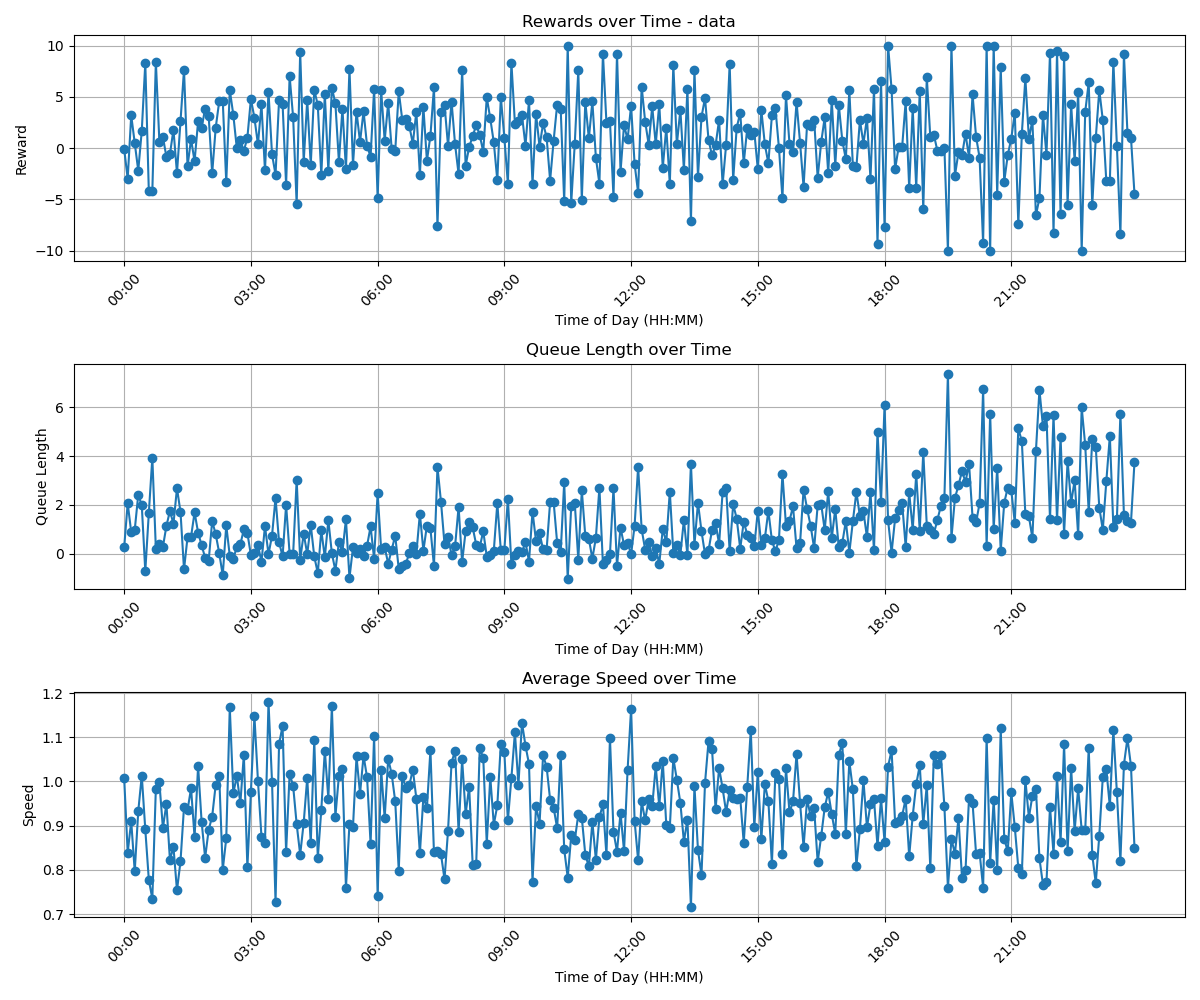 Rewards over Time - data
Reward
10
5
0
−5
−10
00:00 03:00 06:00 09:00 12:00 15:00 18:00 21:00
Time of Day (HH:MM)
Queue Length over Time
Queue Length
6
4
2
0
00:00 03:00 06:00 09:00 12:00 15:00 18:00 21:00
Time of Day (HH:MM)
Average Speed over Time
Speed
1.2
1.1
1.0
0.9
0.8
0.7
00:00 03:00 06:00 09:00 12:00 15:00 18:00 21:00
Time of Day (HH:MM)